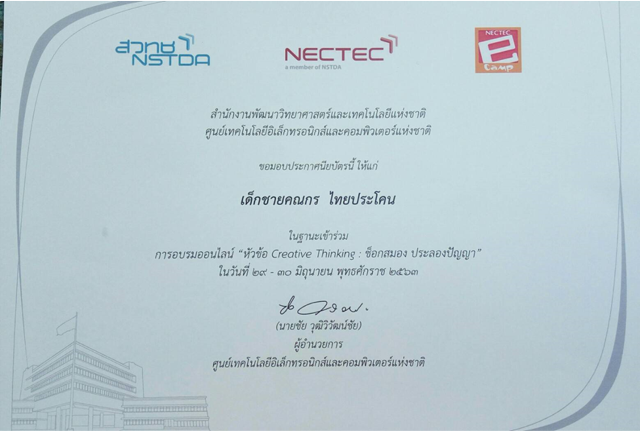 สวทช
NSTDA
NECTEC
a member of NSTDA
NECTEC
e
Camp
สำนักงานพัฒนาวิทยาศาสตร์และเทคโนโลยีแห่งชาติ
ศูนย์เทคโนโลยีอิเล็กทรอนิกส์และคอมพิวเตอร์แห่งชาติ
ขอมอบประกาศนียบัตรนี้ ให้แก่
เด็กชายคณกร ไทยประโคน
ในฐานะเข้าร่วม
การอบรมออนไลน์ “หัวข้อ Creative Thinking : ช็อกสมอง ประลองปัญญา”
ในวันที่ ๒๙ - ๓๐ มิถุนายน พุทธศักราช ๒๕๖๓
(นายชัย วุฒิวิวัฒน์ชัย)
ผู้อำนวยการ
ศูนย์เทคโนโลยีอิเล็กทรอนิกส์และคอมพิวเตอร์แห่งชาติ